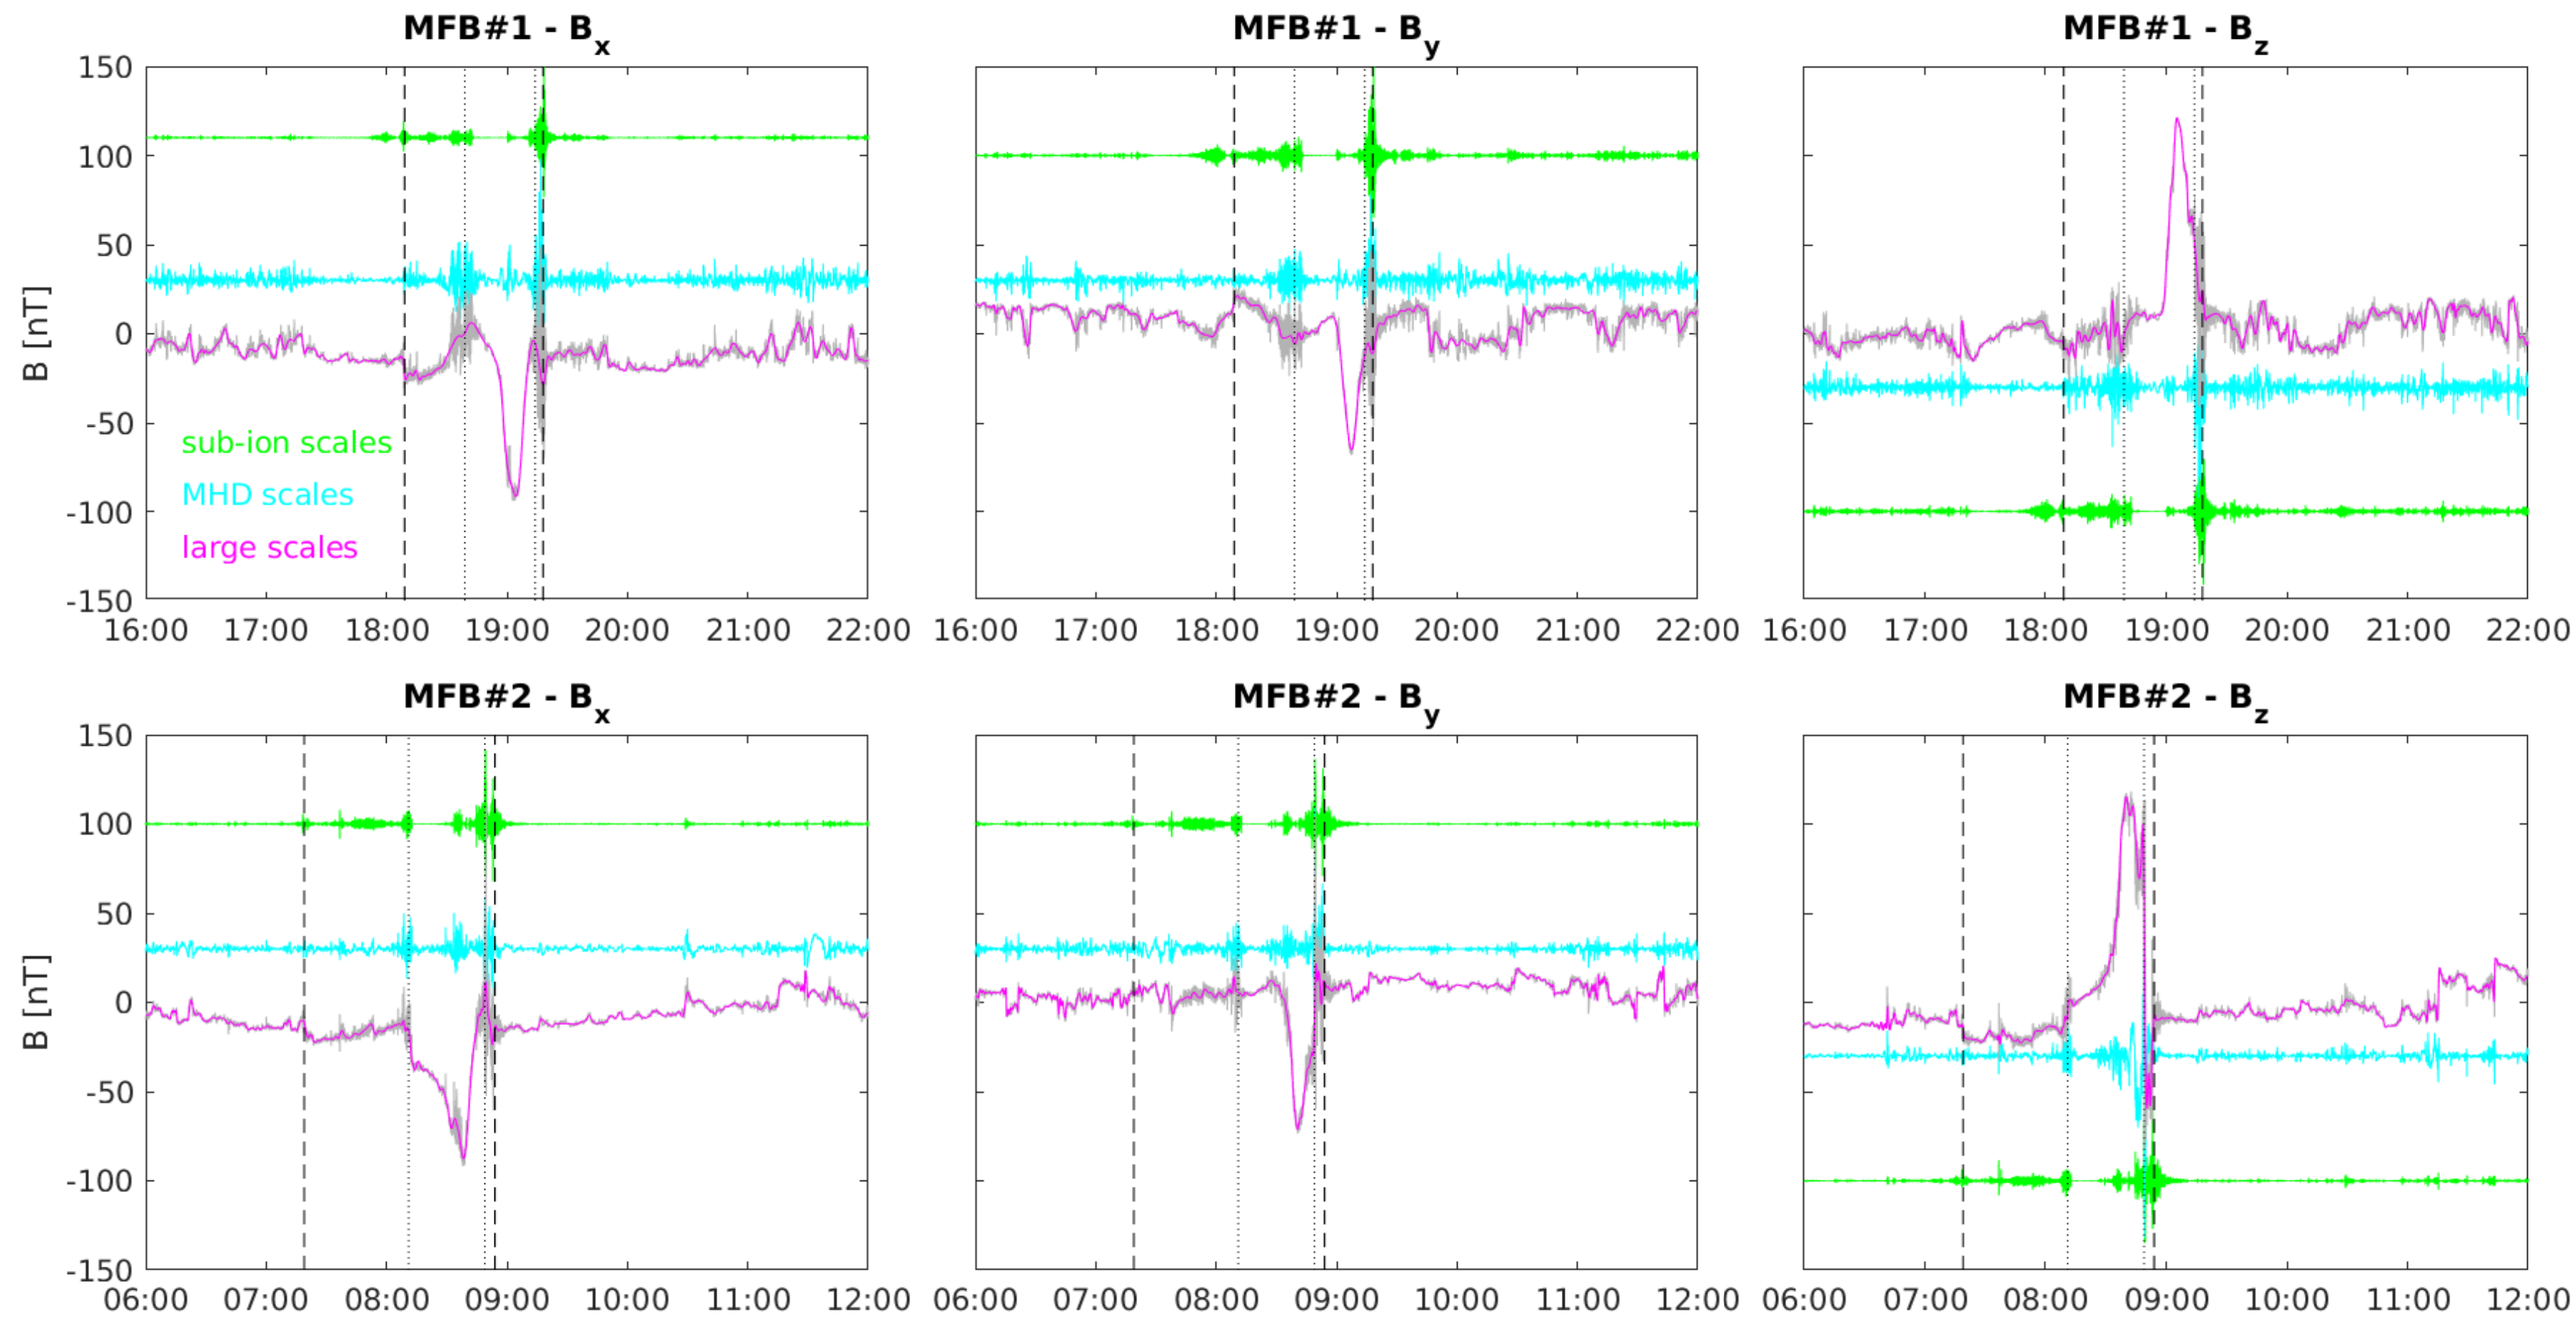 MFB#1 - Bx
MFB#1 - By
MFB#1 - Bz
B [nT]
150
100
50
0
-50
-100
-150
sub-ion scales
MHD scales
large scales
16:00 17:00 18:00 19:00 20:00 21:00 22:00
16:00 17:00 18:00 19:00 20:00 21:00 22:00
16:00 17:00 18:00 19:00 20:00 21:00 22:00
MFB#2 - Bx
MFB#2 - By
MFB#2 - Bz
B [nT]
150
100
50
0
-50
-100
-150
06:00 07:00 08:00 09:00 10:00 11:00 12:00
06:00 07:00 08:00 09:00 10:00 11:00 12:00
06:00 07:00 08:00 09:00 10:00 11:00 12:00